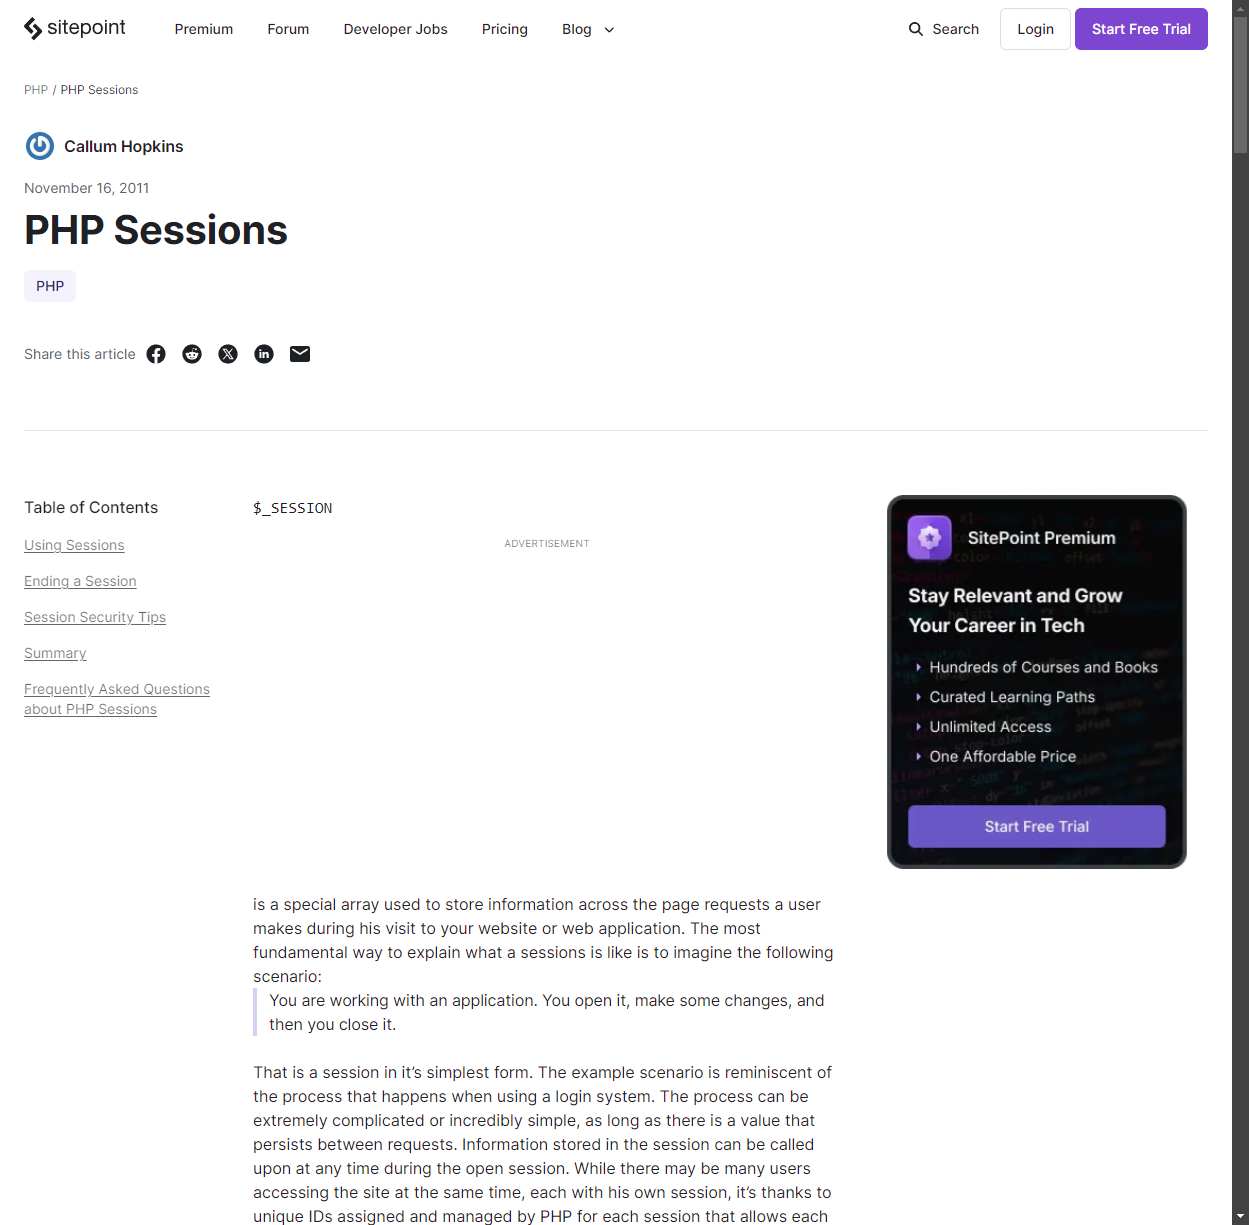 sitepoint
Premium
Forum
Developer Jobs
Pricing
Blog
Search
Login
Start Free Trial
PHP / PHP Sessions
Callum Hopkins
November 16, 2011
PHP Sessions
PHP
Share this article
Table of Contents
Using Sessions
Ending a Session
Session Security Tips
Summary
Frequently Asked Questions
about PHP Sessions
$_SESSION
ADVERTISEMENT
is a special array used to store information across the page requests a user
makes during his visit to your website or web application. The most
fundamental way to explain what a sessions is like is to imagine the following
scenario:
You are working with an application. You open it, make some changes, and
then you close it.
That is a session in it’s simplest form. The example scenario is reminiscent of
the process that happens when using a login system. The process can be
extremely complicated or incredibly simple, as long as there is a value that
persists between requests. Information stored in the session can be called
upon at any time during the open session. While there may be many users
accessing the site at the same time, each with his own session, it’s thanks to
unique IDs assigned and managed by PHP for each session that allows each
SitePoint Premium
Stay Relevant and Grow
Your Career in Tech
Hundreds of Courses and Books
Curated Learning Paths
Unlimited Access
One Affordable Price
Start Free Trial